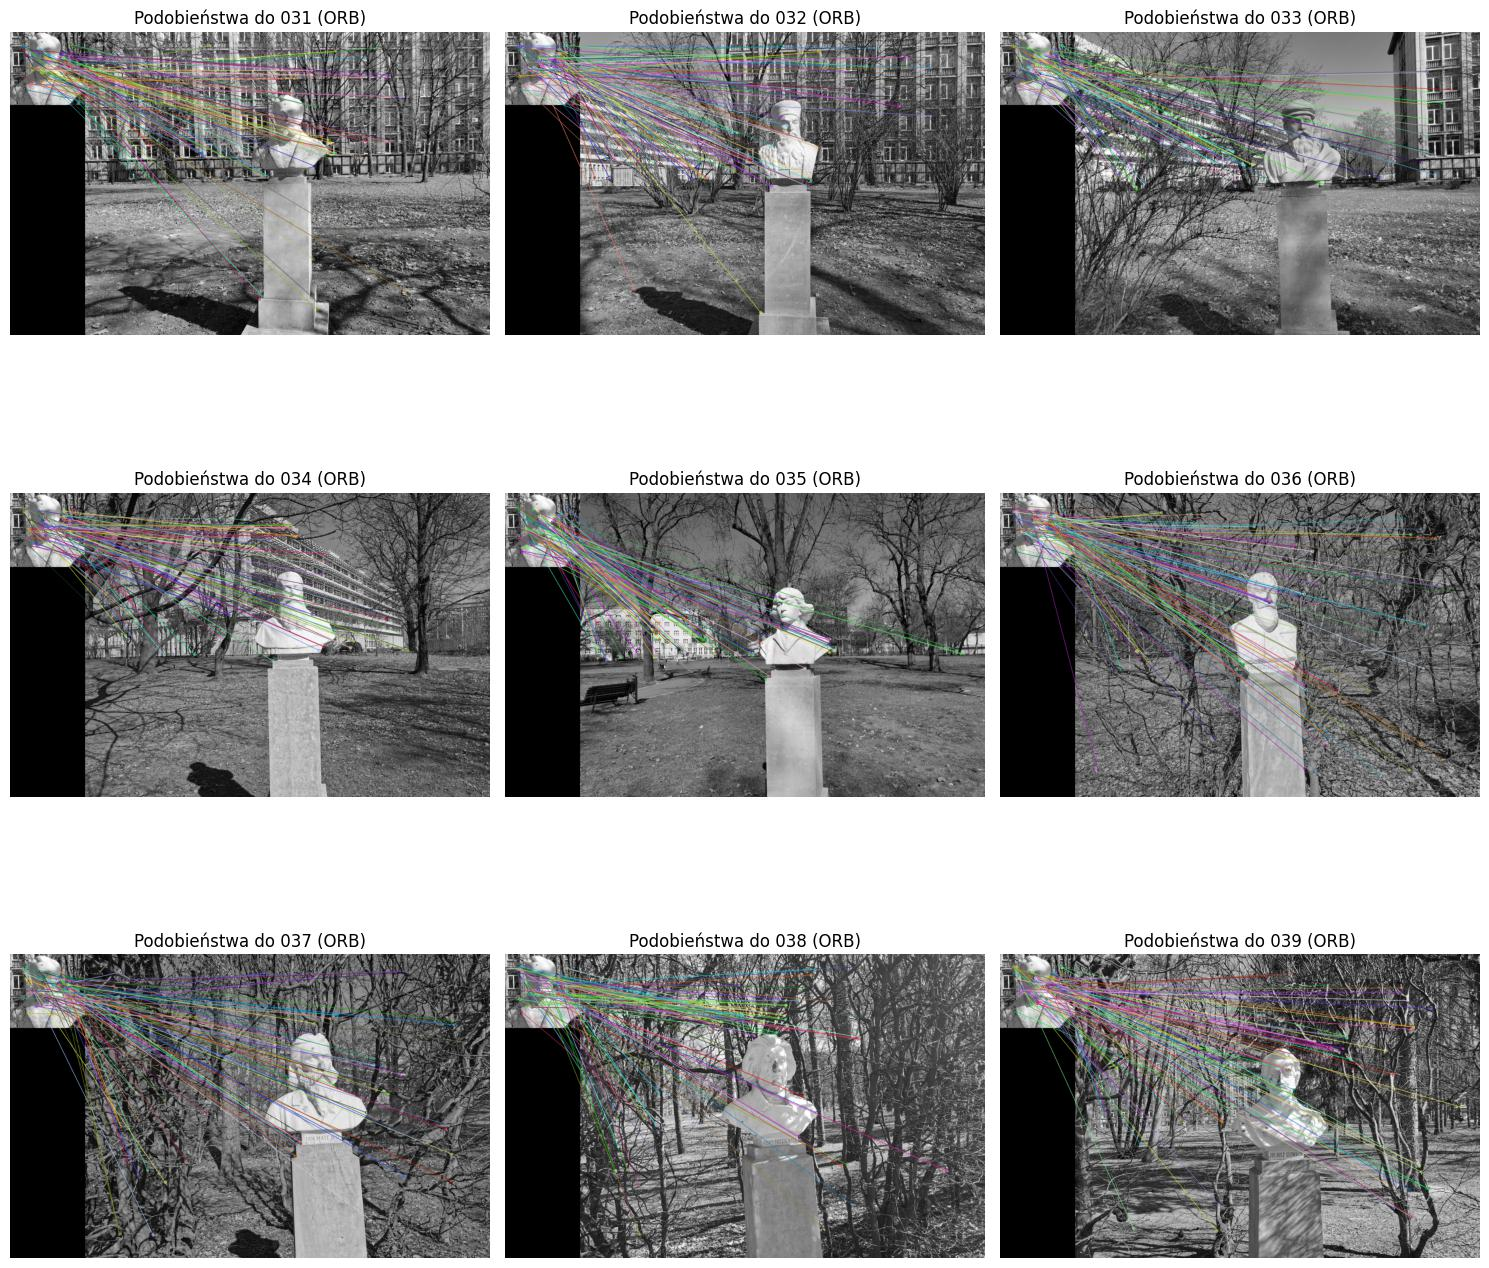 Podobieństwa do 031 (ORB)
Podobieństwa do 032 (ORB)
Podobieństwa do 033 (ORB)
Podobieństwa do 034 (ORB)
Podobieństwa do 035 (ORB)
Podobieństwa do 036 (ORB)
Podobieństwa do 037 (ORB)
Podobieństwa do 038 (ORB)
Podobieństwa do 039 (ORB)